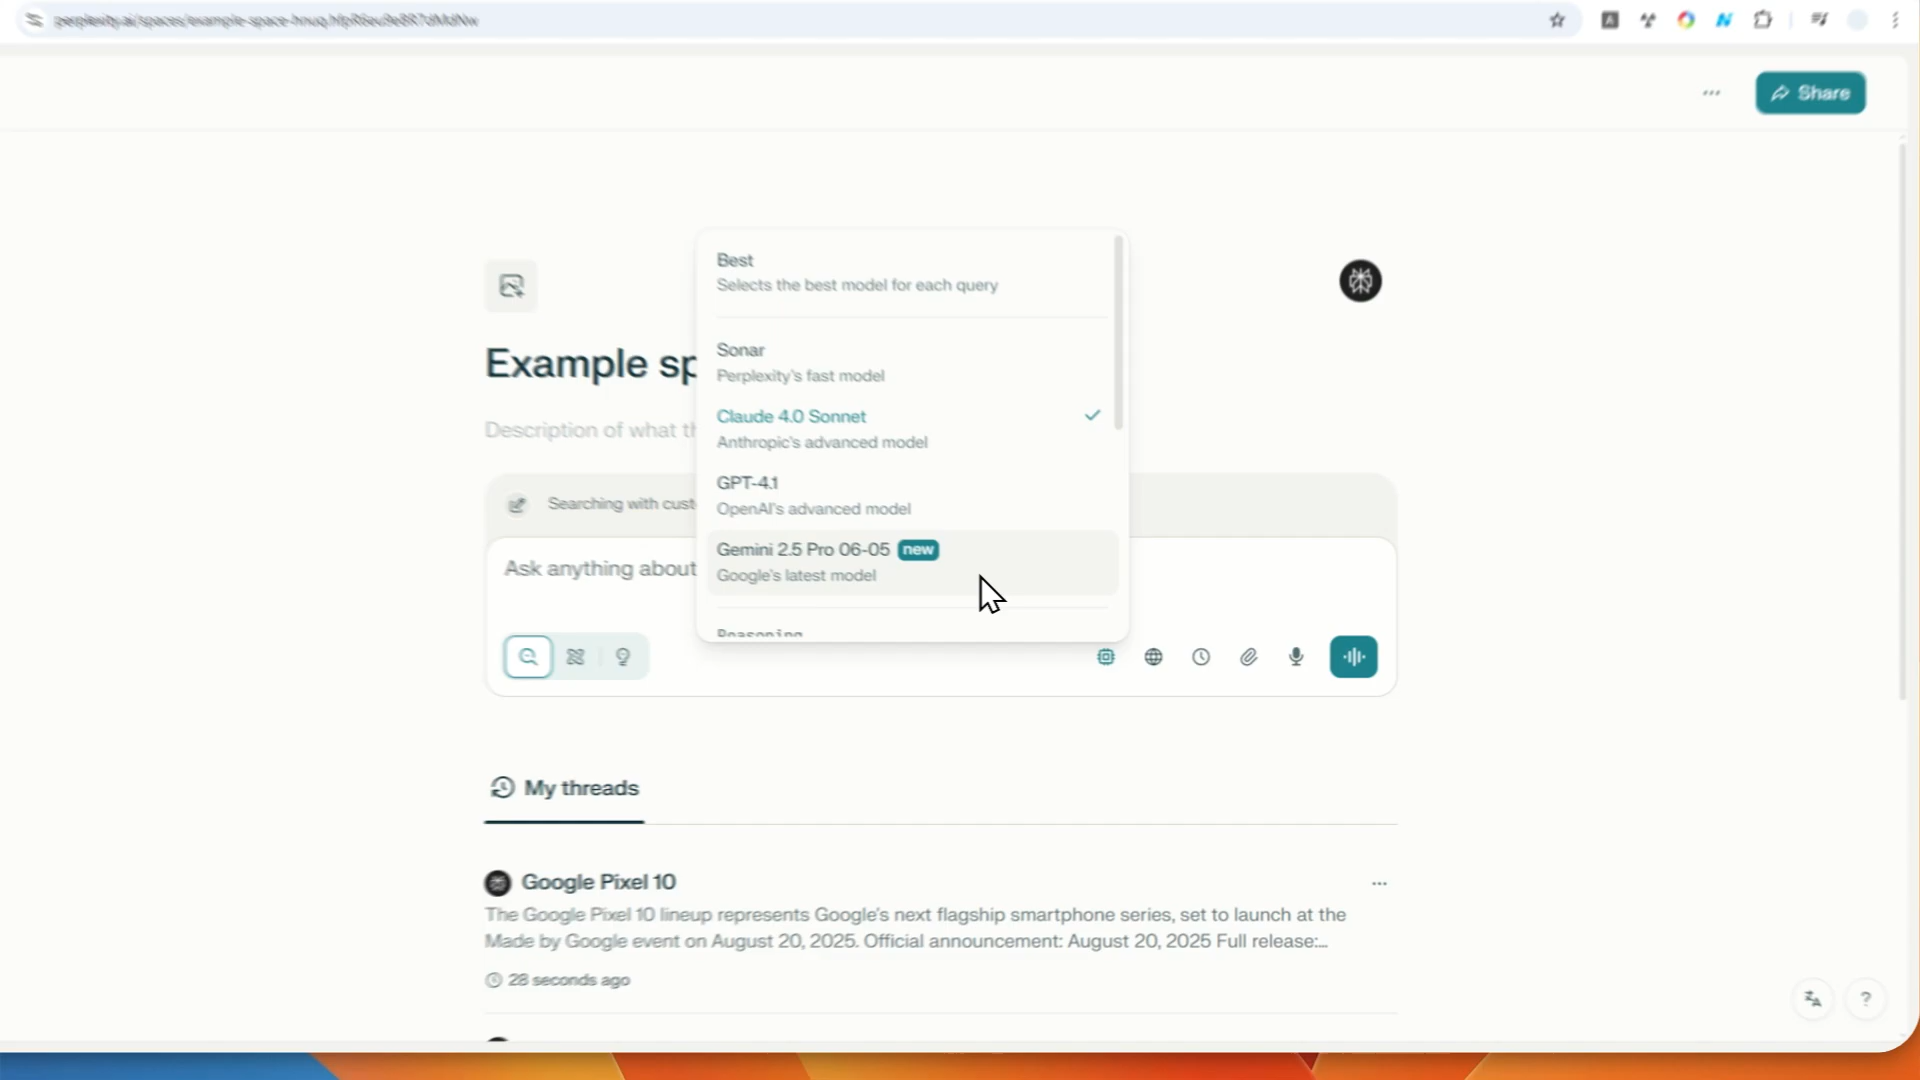 Share
Best
Selects the best model for each query
Sonar
Perplexity's fast model
Claude 4.0 Sonnet
Anthropic's advanced model
GPT-4.1
OpenAI's advanced model
Gemini 2.5 Pro 06-05 new
Google's latest model
Reasoning
Example sp
Description of what th
Searching with cust
Ask anything about
My threads
Google Pixel 10
The Google Pixel 10 lineup represents Google's next flagship smartphone series, set to launch at the
Made by Google event on August 20, 2025. Official announcement: August 20, 2025 Full release:...
28 seconds ago